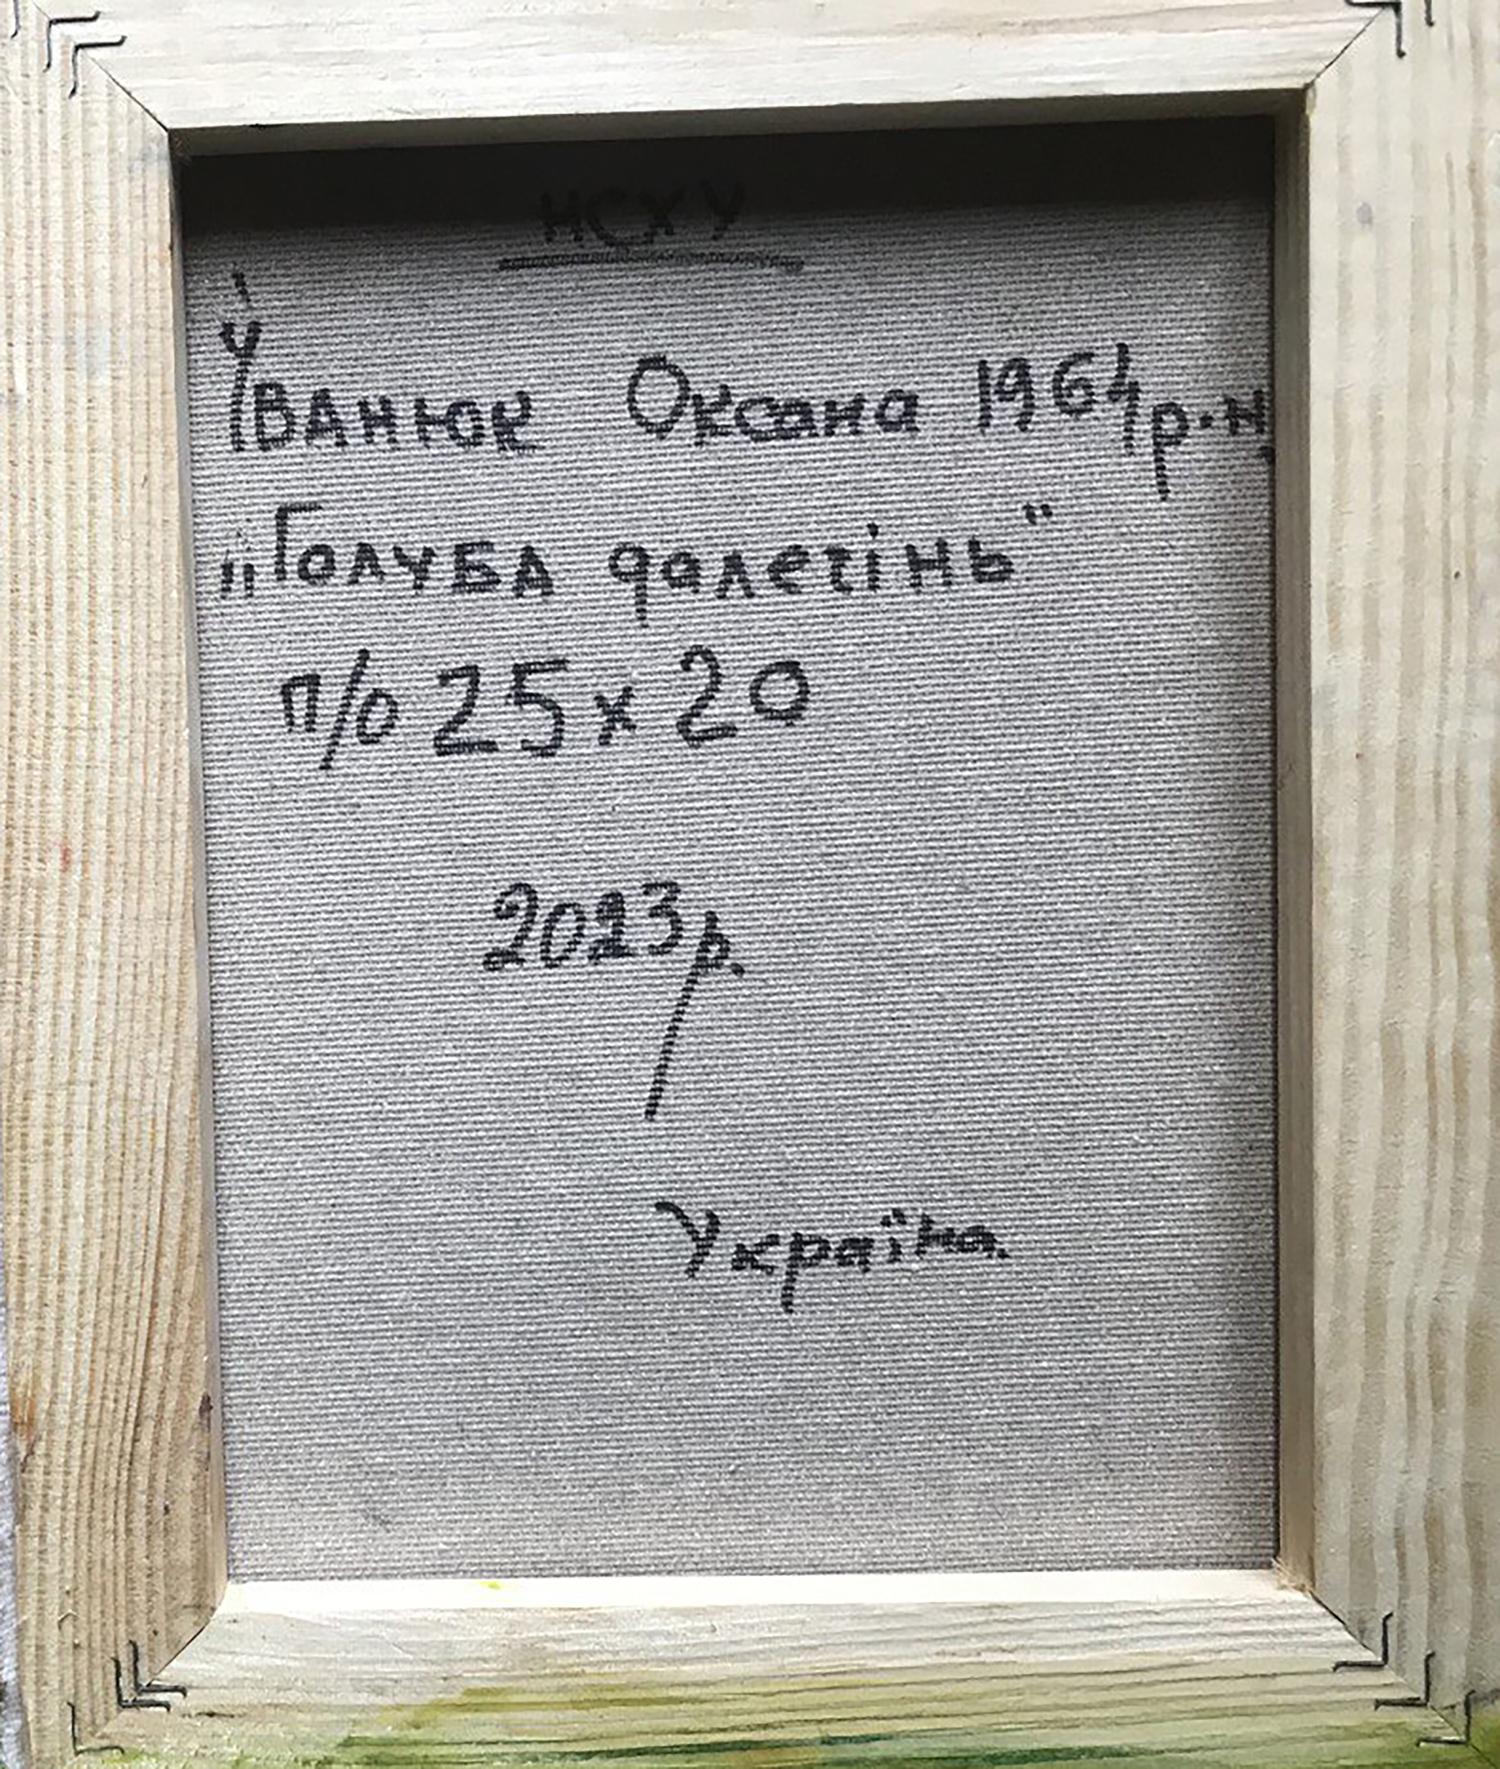 НСХУ
Іванюк Оксана 1964 р.н.
„Голуба далечінь"
п/о 25х20
2023р.
Україна.